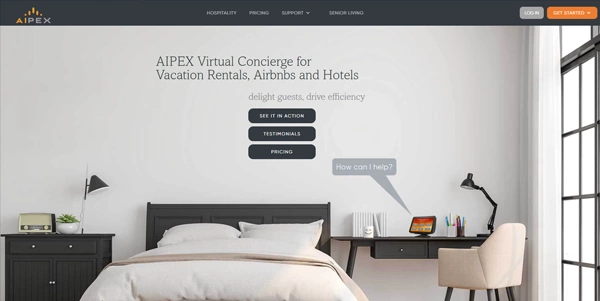 AIPEX
HOSPITALITY
PRICING
SUPPORT
SENIOR LIVING
LOG IN
GET STARTED
AIPEX Virtual Concierge for
Vacation Rentals, Airbnbs and Hotels
delight guests, drive efficiency
SEE IT IN ACTION
TESTIMONIALS
PRICING
How can I help?